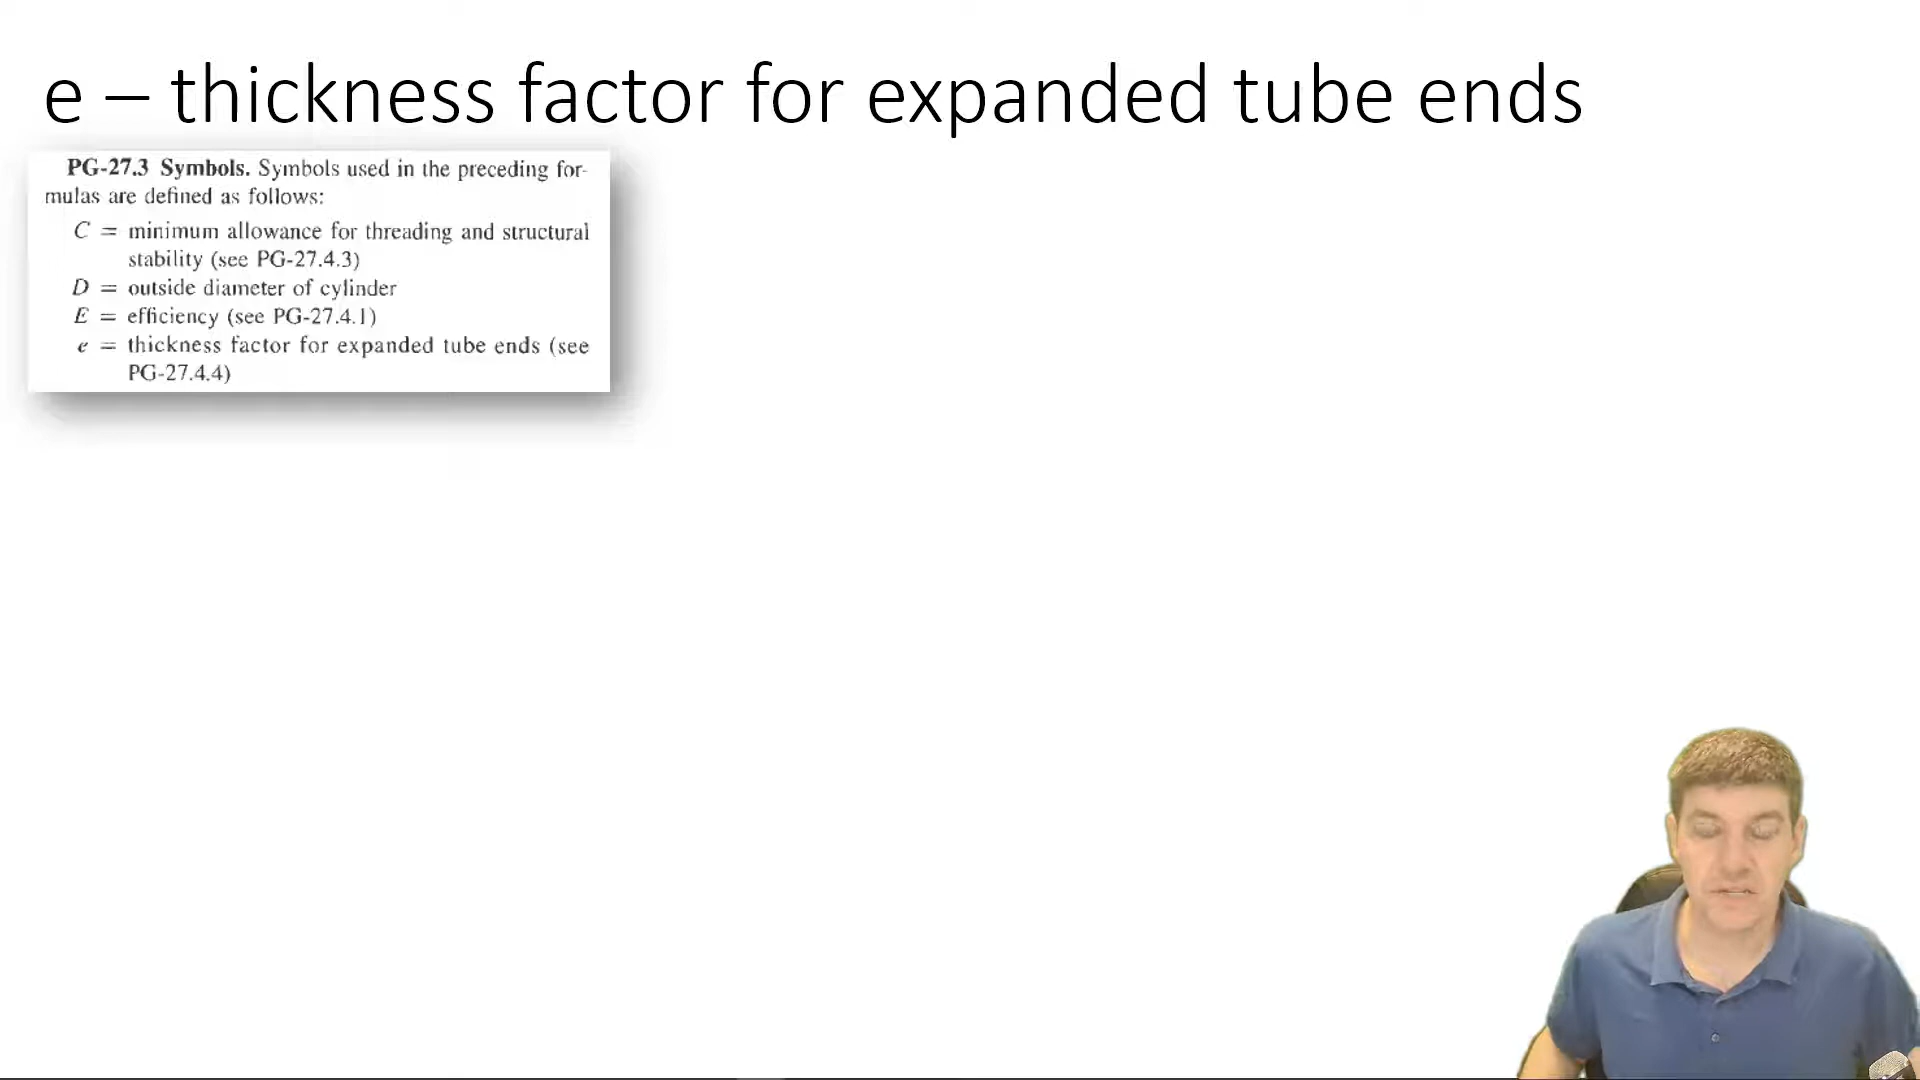 e – thickness factor for expanded tube ends
PG-27.3 Symbols. Symbols used in the preceding for-
mulas are defined as follows:
C = minimum allowance for threading and structural
stability (see PG-27.4.3)
D = outside diameter of cylinder
E = efficiency (see PG-27.4.1)
e = thickness factor for expanded tube ends (see
PG-27.4.4)